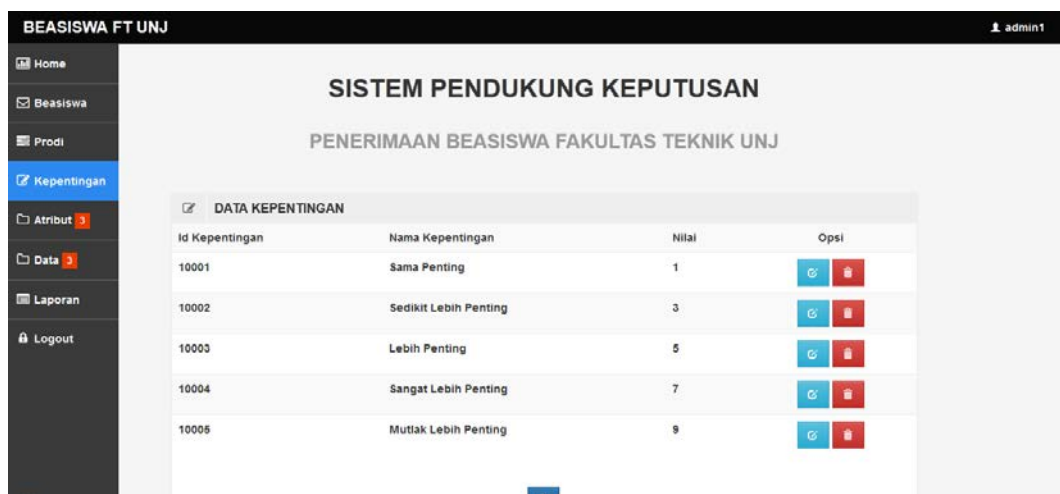 BEASISWA FT UNJ
admin1
Home
Beasiswa
Prodi
Kepentingan
Atribut 3
Data 3
Laporan
Logout
SISTEM PENDUKUNG KEPUTUSAN
PENERIMAAN BEASISWA FAKULTAS TEKNIK UNJ
DATA KEPENTINGAN
Id Kepentingan Nama Kepentingan Nilai Opsi
10001 Sama Penting 1
10002 Sedikit Lebih Penting 3
10003 Lebih Penting 5
10004 Sangat Lebih Penting 7
10005 Mutlak Lebih Penting 9